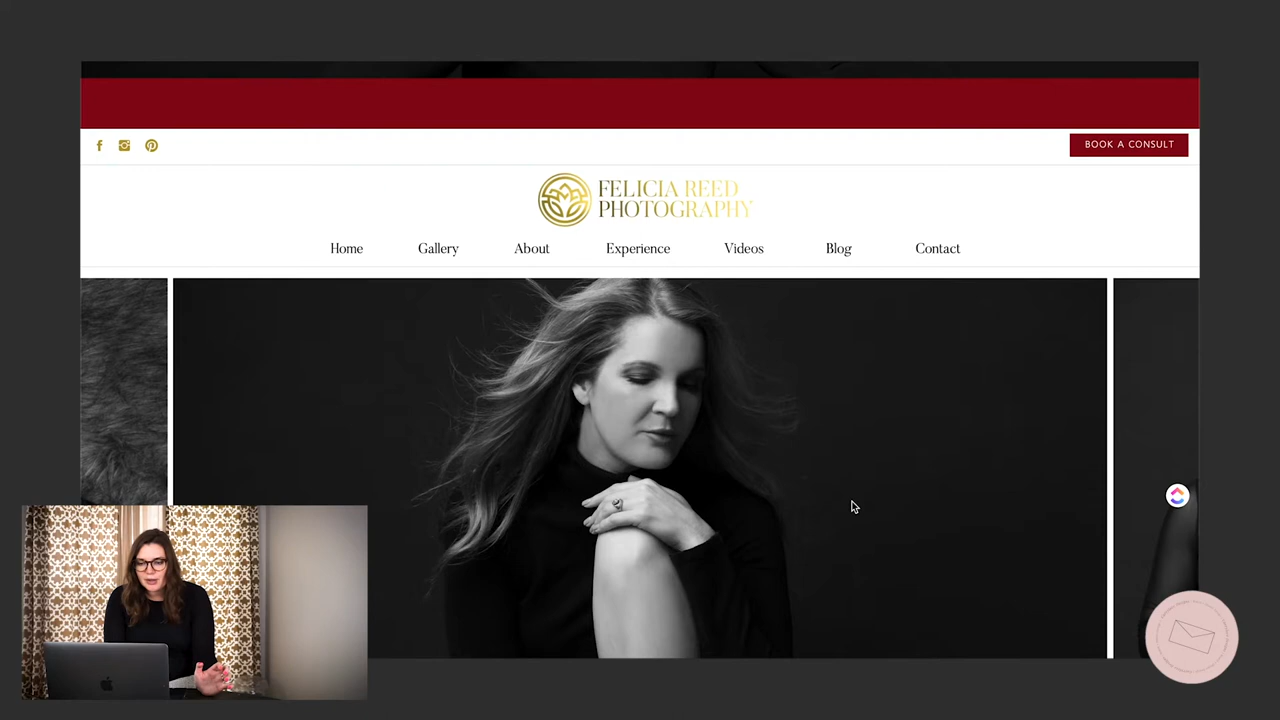 BOOK A CONSULT
FELICIA REED
PHOTOGRAPHY
Home Gallery About Experience Videos Blog Contact